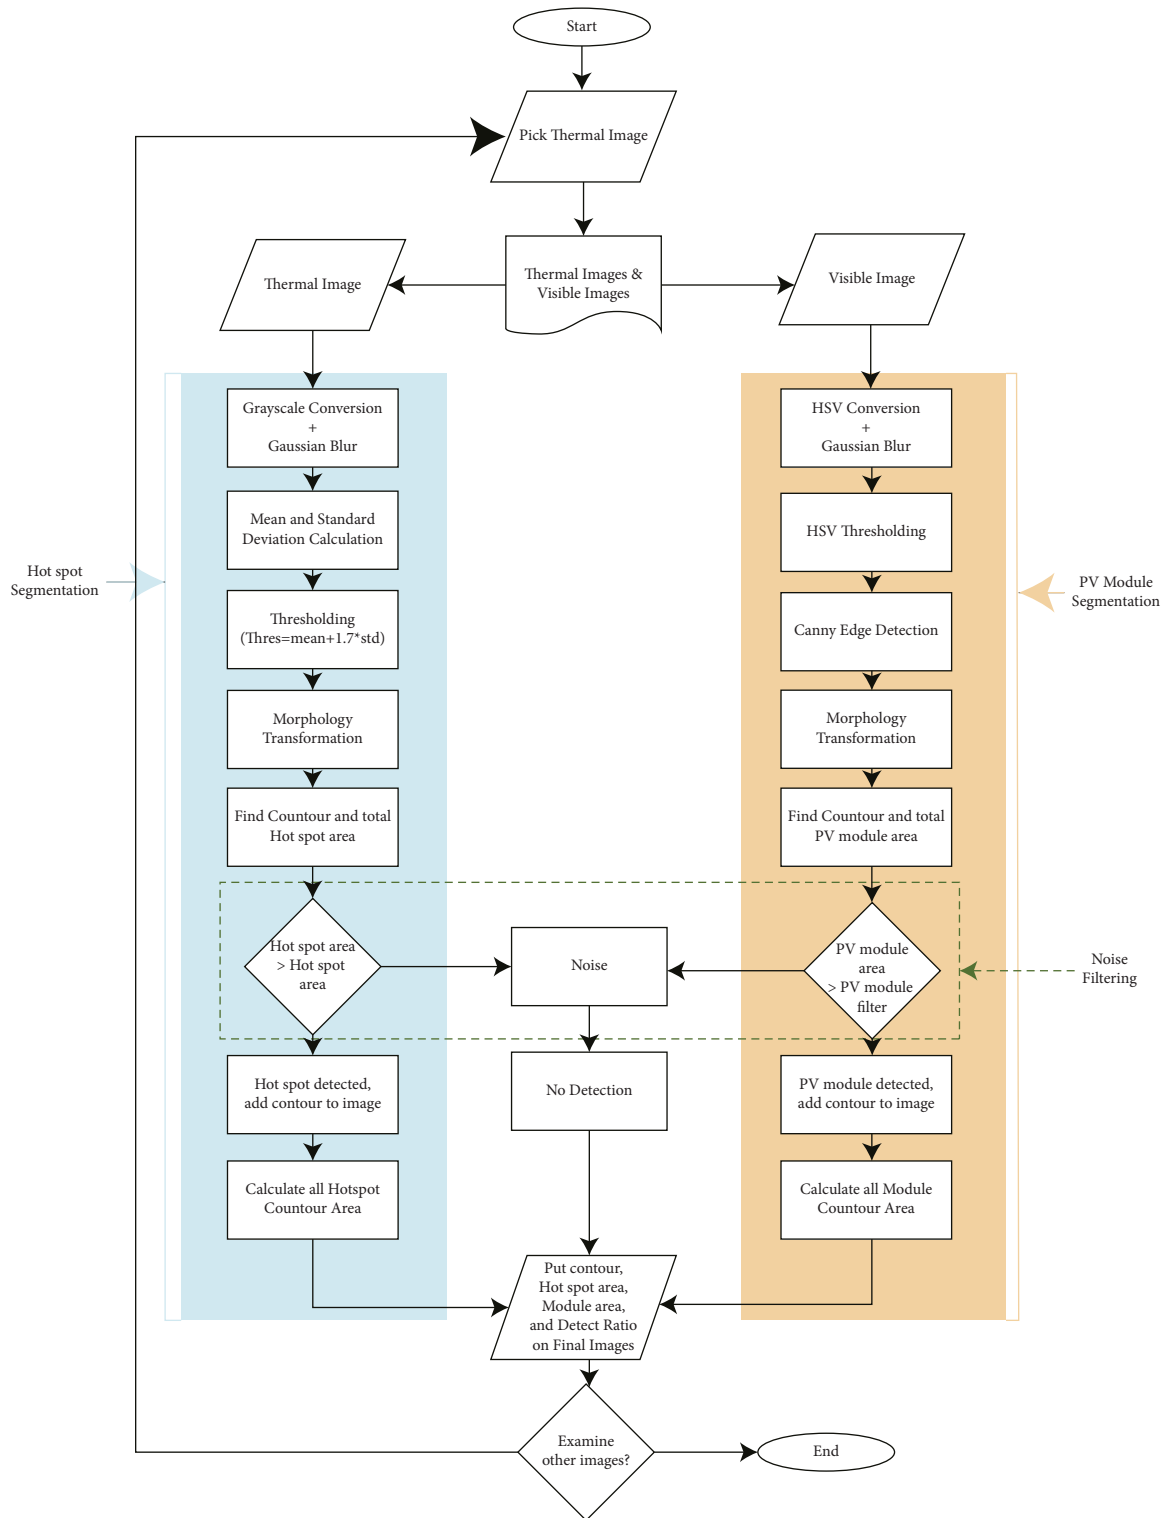 Start
Pick Thermal Image
Thermal Images &
Visible Images
Thermal Image
Visible Image
Hot spot
Segmentation
Grayscale Conversion
+
Gaussian Blur
Mean and Standard
Deviation Calculation
Thresholding
(Thres=mean+1.7*std)
Morphology
Transformation
Find Countour and total
Hot spot area
Hot spot area
> Hot spot
area
Hot spot detected,
add contour to image
Calculate all Hotspot
Countour Area
PV Module
Segmentation
HSV Conversion
+
Gaussian Blur
HSV Thresholding
Canny Edge Detection
Morphology
Transformation
Find Countour and total
PV module area
PV module
area
> PV module
filter
PV module detected,
add contour to image
Calculate all Module
Countour Area
Noise
Filtering
Noise
No Detection
Put contour,
Hot spot area,
Module area,
and Detect Ratio
on Final Images
Examine
other images?
End